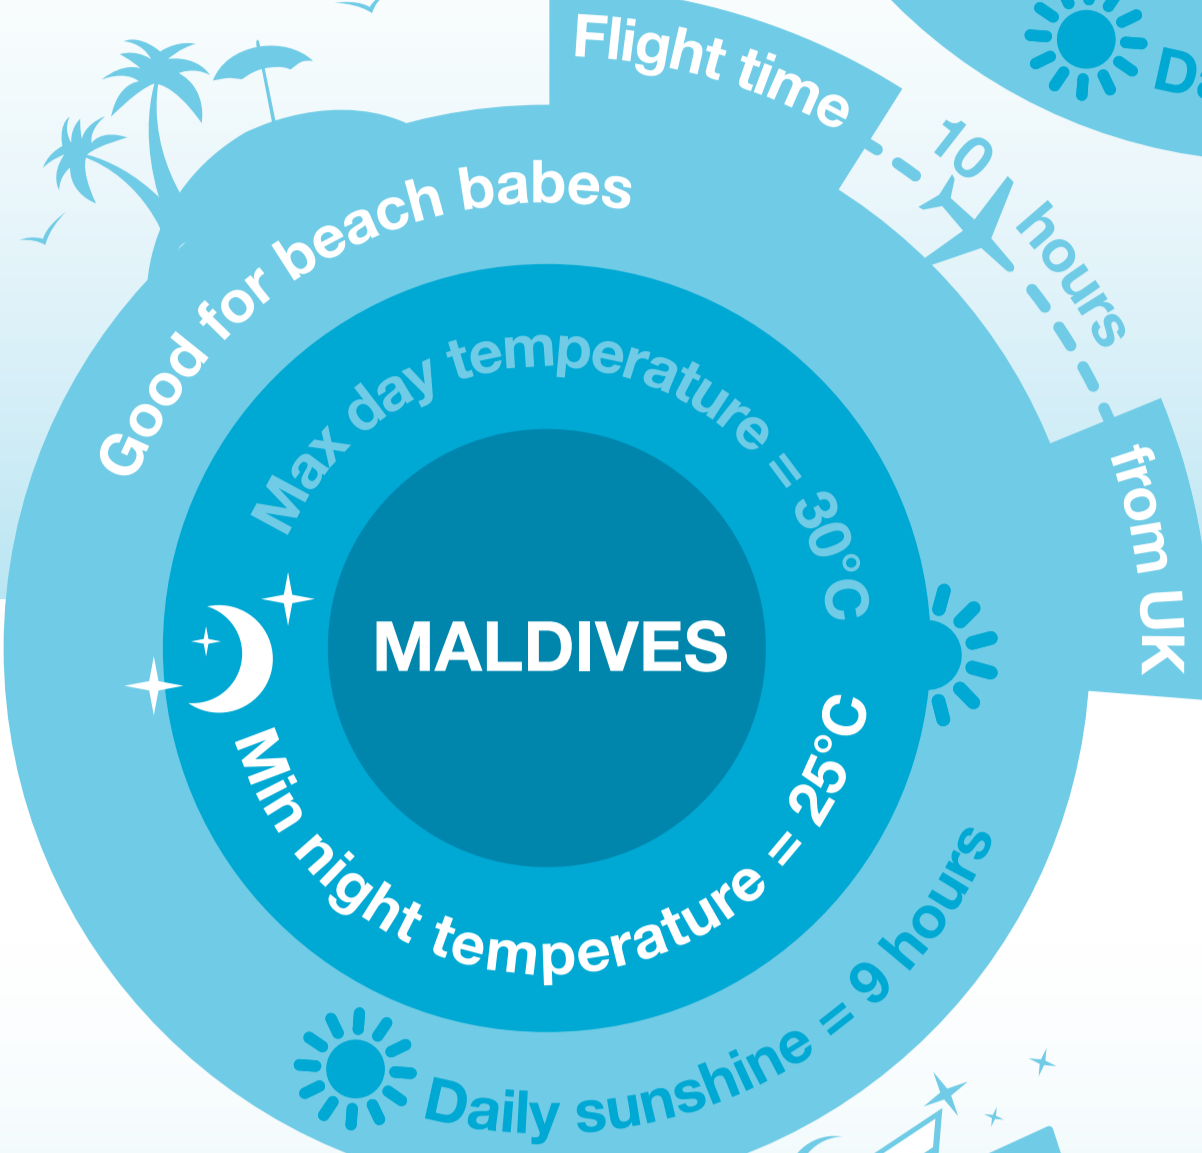 Flight time
10 hours
from UK
Good for beach babes
Max day temperature = 30°C
MALDIVES
Min night temperature = 25°C
Daily sunshine = 9 hours